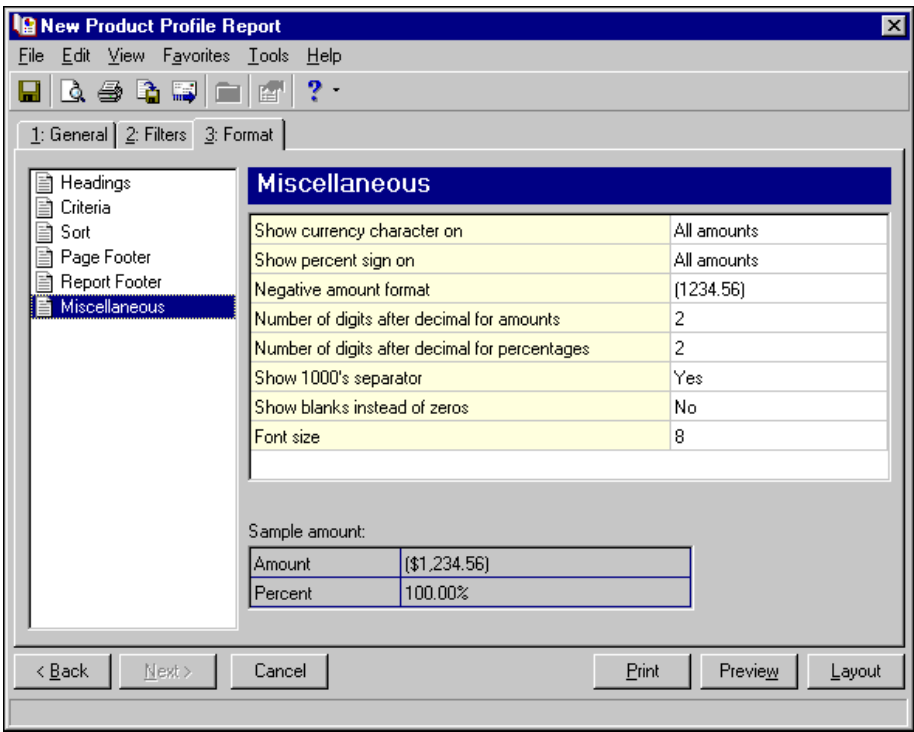 New Product Profile Report
File Edit View Favorites Tools Help
?
1: General 2: Filters 3: Format
Headings
Criteria
Sort
Page Footer
Report Footer
Miscellaneous
Miscellaneous
Show currency character on All amounts
Show percent sign on All amounts
Negative amount format (1234.56)
Number of digits after decimal for amounts 2
Number of digits after decimal for percentages 2
Show 1000's separator Yes
Show blanks instead of zeros No
Font size 8
Sample amount:
Amount ($1,234.56)
Percent 100.00%
< Back Next > Cancel Print Preview Layout